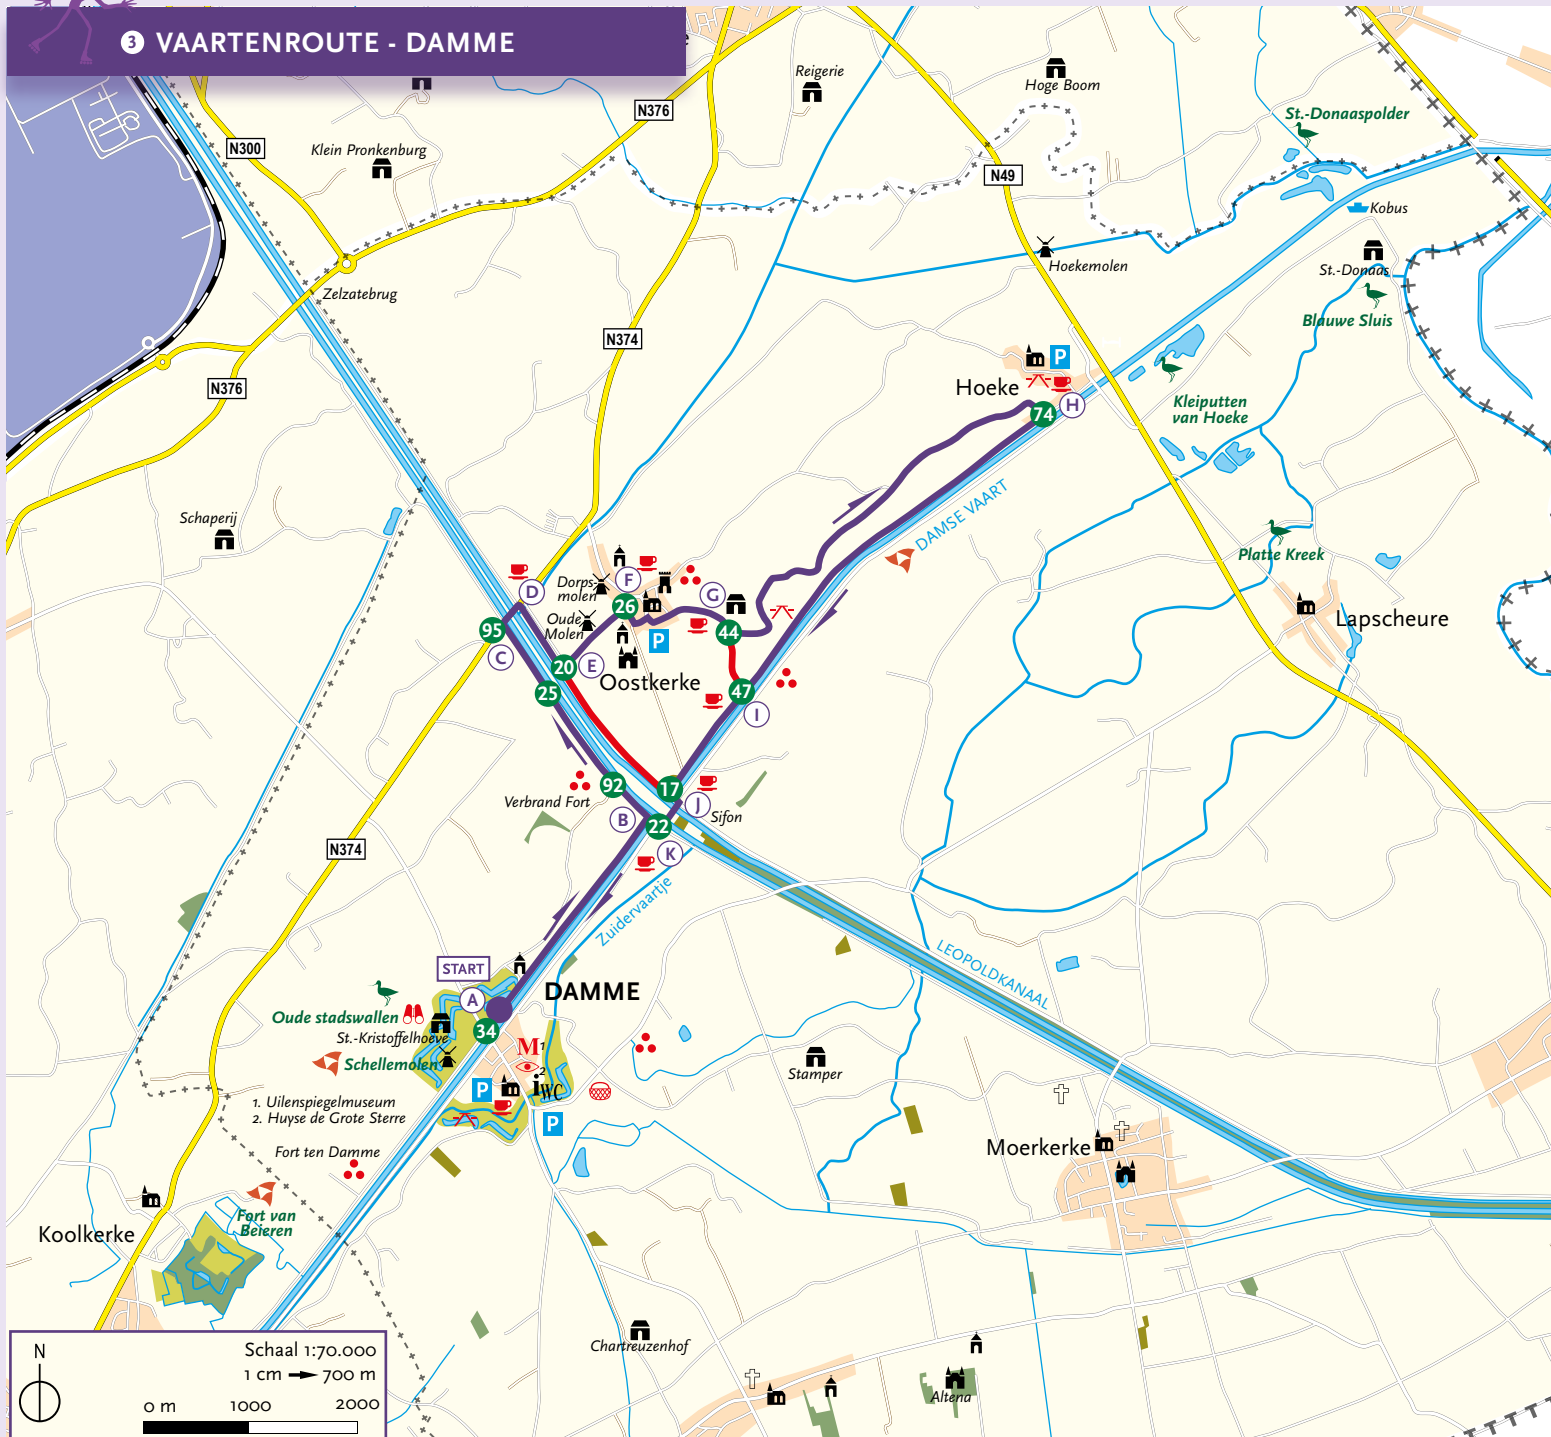 3 VAARTENROUTE - DAMME
Reigerie
Hoge Boom
N376
St.-Donaaspolder
N300
Klein Pronkenburg
N49
Kobus
Hoekemolen
St.-Donaas
Zelzatebrug
Blauwe Sluis
N374
P
Hoeke
N376
H
74
Kleiputten
van Hoeke
DAMSE VAART
Schaperij
Platte Kreek
D
Dorps-
molen
F
G
26
Oude
Molen
95
P
44
Lapscheure
C
20
E
Oostkerke
25
47
I
92
17
Verbrand Fort
J
B
22
Sifon
K
N374
Zuidervaartje
LEOPOLDKANAAL
START
A
DAMME
Oude stadswallen
34
St.-Kristoffelhoeve
M1
Schellemolen
2
Stamper
P
i
WC
1. Uilenspiegelmuseum
2. Huyse de Grote Sterre
P
Moerkerke
Fort ten Damme
Fort van
Beieren
Koolkerke
Chartreuzenhof
Altena
N
Schaal 1:70.000
1 cm → 700 m
0 m 1000 2000